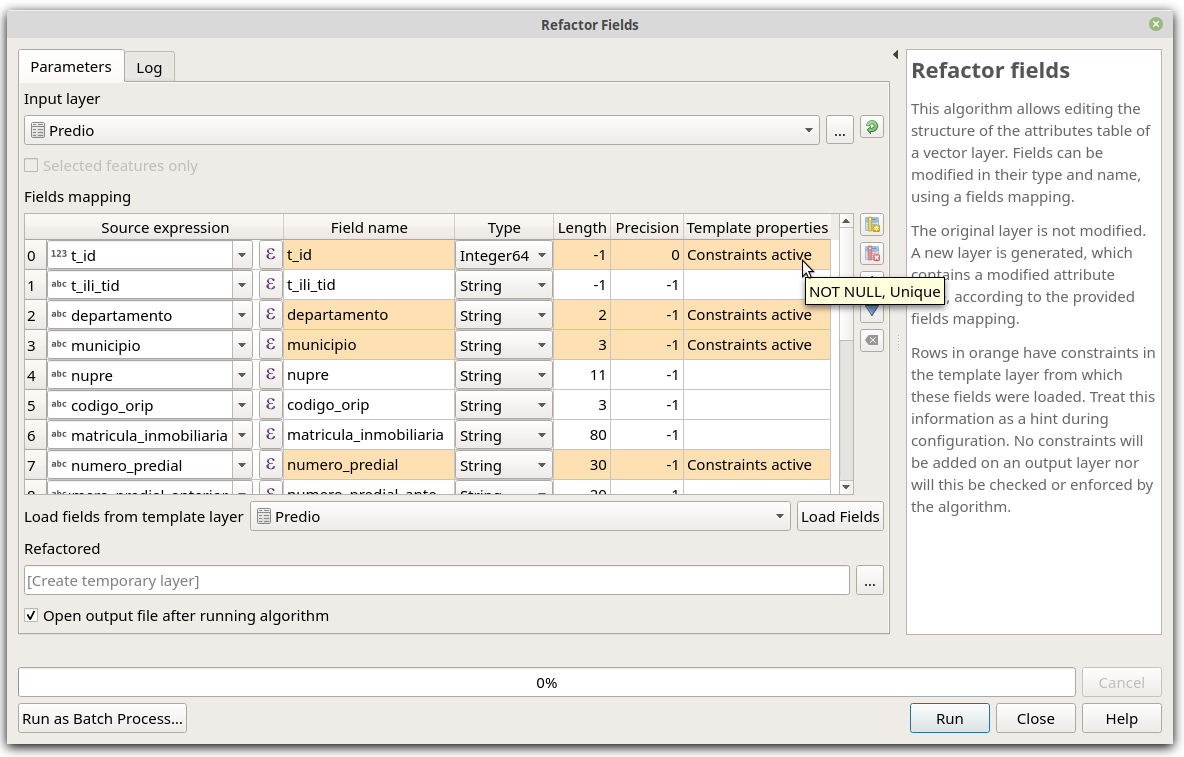 Refactor Fields
Parameters
Log
Input layer
Predio
...
Selected features only
Fields mapping
Source expression Field name Type Length Precision Template properties
0 123 t_id ε t_id Integer64 -1 0 Constraints active
1 abc t_ili_tid ε t_ili_tid String -1 -1
2 abc departamento ε departamento String 2 -1 Constraints active
3 abc municipio ε municipio String 3 -1 Constraints active
4 abc nupre ε nupre String 11 -1
5 abc codigo_orip ε codigo_orip String 3 -1
6 abc matricula_inmobiliaria ε matricula_inmobiliaria String 80 -1
7 abc numero_predial ε numero_predial String 30 -1 Constraints active
NOT NULL, Unique
Load fields from template layer Predio Load Fields
Refactored
[Create temporary layer]
...
Open output file after running algorithm
Refactor fields
This algorithm allows editing the
structure of the attributes table of
a vector layer. Fields can be
modified in their type and name,
using a fields mapping.
The original layer is not modified.
A new layer is generated, which
contains a modified attribute
, according to the provided
fields mapping.
Rows in orange have constraints in
the template layer from which
these fields were loaded. Treat this
information as a hint during
configuration. No constraints will
be added on an output layer nor
will this be checked or enforced by
the algorithm.
0%
Cancel
Run as Batch Process...
Run
Close
Help